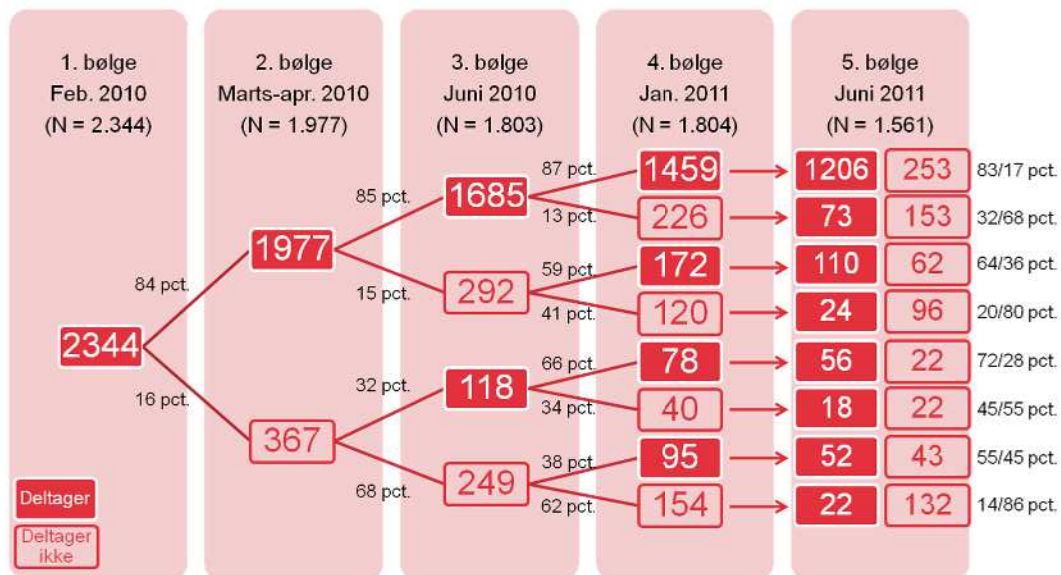 1. bølge
Feb. 2010
(N = 2.344)
2. bølge
Marts-apr. 2010
(N = 1.977)
3. bølge
Juni 2010
(N = 1.803)
4. bølge
Jan. 2011
(N = 1.804)
5. bølge
Juni 2011
(N = 1.561)
87 pct.
1459
1206
253
83/17 pct.
85 pct.
1685
13 pct.
226
73
153
32/68 pct.
1977
59 pct.
172
110
62
64/36 pct.
84 pct.
15 pct.
292
41 pct.
120
24
96
20/80 pct.
2344
66 pct.
78
56
22
72/28 pct.
16 pct.
32 pct.
118
34 pct.
40
18
22
45/55 pct.
367
38 pct.
95
52
43
55/45 pct.
68 pct.
249
62 pct.
154
22
132
14/86 pct.
Deltager
Deltager
ikke